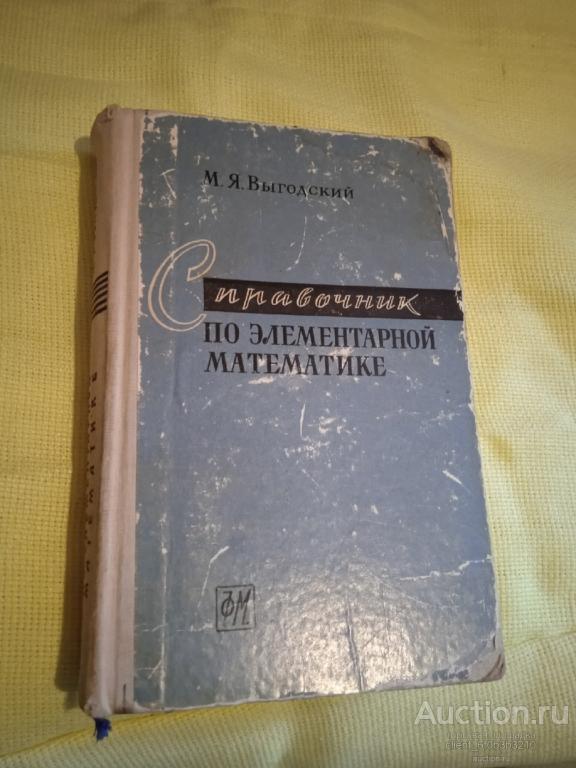 М. Я. Выгодский
Справочник
ПО ЭЛЕМЕНТАРНОЙ
МАТЕМАТИКЕ
ФМ
Auction.ru